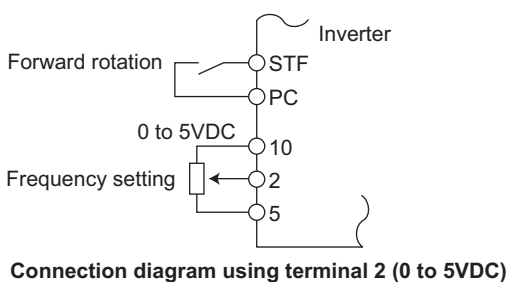 Inverter
Forward rotation
STF
PC
0 to 5VDC
10
Frequency setting
2
5
Connection diagram using terminal 2 (0 to 5VDC)